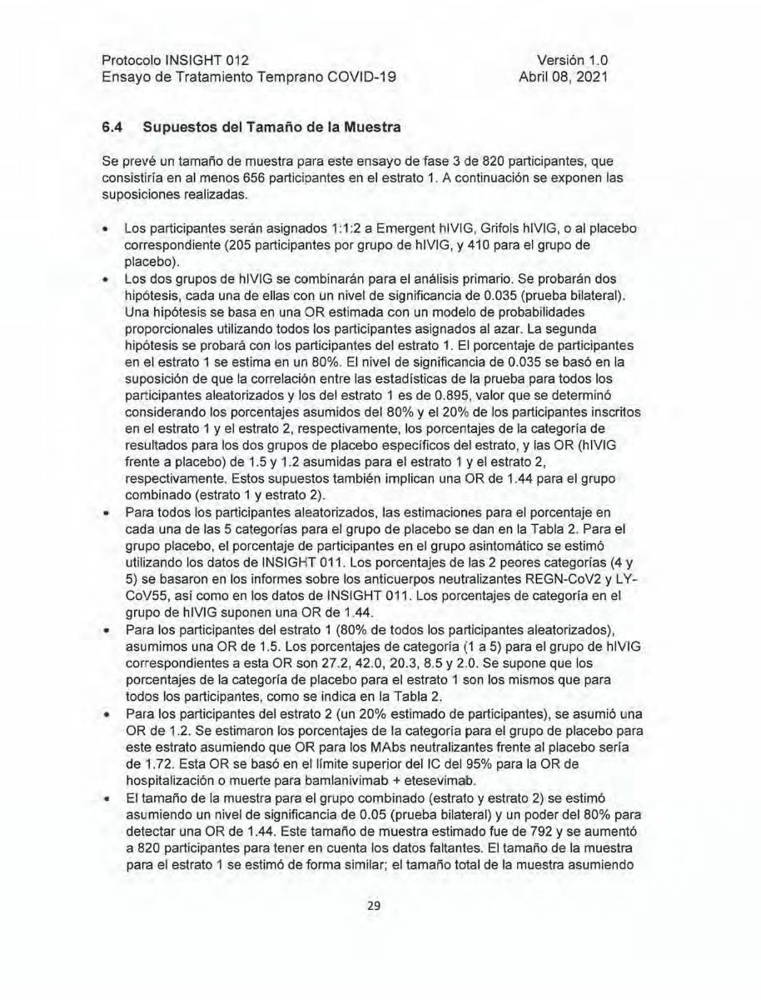 Protocolo INSIGHT 012 Versión 1.0
Ensayo de Tratamiento Temprano COVID-19 Abril 08, 2021
6.4 Supuestos del Tamaño de la Muestra
Se prevé un tamaño de muestra para este ensayo de fase 3 de 820 participantes, que
consistiría en al menos 656 participantes en el estrato 1. A continuación se exponen las
suposiciones realizadas.
• Los participantes serán asignados 1:1:2 a Emergent hIVIG, Grifols hIVIG, o al placebo
correspondiente (205 participantes por grupo de hIVIG, y 410 para el grupo de
placebo).
• Los dos grupos de hIVIG se combinarán para el análisis primario. Se probarán dos
hipótesis, cada una de ellas con un nivel de significancia de 0.035 (prueba bilateral).
Una hipótesis se basa en una OR estimada con un modelo de probabilidades
proporcionales utilizando todos los participantes asignados al azar. La segunda
hipótesis se probará con los participantes del estrato 1. El porcentaje de participantes
en el estrato 1 se estima en un 80%. El nivel de significancia de 0.035 se basó en la
suposición de que la correlación entre las estadísticas de la prueba para todos los
participantes aleatorizados y los del estrato 1 es de 0.895, valor que se determinó
considerando los porcentajes asumidos del 80% y el 20% de los participantes inscritos
en el estrato 1 y el estrato 2, respectivamente, los porcentajes de la categoría de
resultados para los dos grupos de placebo específicos del estrato, y las OR (hIVIG
frente a placebo) de 1.5 y 1.2 asumidas para el estrato 1 y el estrato 2,
respectivamente. Estos supuestos también implican una OR de 1.44 para el grupo
combinado (estrato 1 y estrato 2).
• Para todos los participantes aleatorizados, las estimaciones para el porcentaje en
cada una de las 5 categorías para el grupo de placebo se dan en la Tabla 2. Para el
grupo placebo, el porcentaje de participantes en el grupo asintomático se estimó
utilizando los datos de INSIGHT 011. Los porcentajes de las 2 peores categorías (4 y
5) se basaron en los informes sobre los anticuerpos neutralizantes REGN-CoV2 y LY-
CoV55, así como en los datos de INSIGHT 011. Los porcentajes de categoría en el
grupo de hIVIG suponen una OR de 1.44.
• Para los participantes del estrato 1 (80% de todos los participantes aleatorizados),
asumimos una OR de 1.5. Los porcentajes de categoría (1 a 5) para el grupo de hIVIG
correspondientes a esta OR son 27.2, 42.0, 20.3, 8.5 y 2.0. Se supone que los
porcentajes de la categoría de placebo para el estrato 1 son los mismos que para
todos los participantes, como se indica en la Tabla 2.
• Para los participantes del estrato 2 (un 20% estimado de participantes), se asumió una
OR de 1.2. Se estimaron los porcentajes de la categoría para el grupo de placebo para
este estrato asumiendo que OR para los MAbs neutralizantes frente al placebo sería
de 1.72. Esta OR se basó en el límite superior del IC del 95% para la OR de
hospitalización o muerte para bamlanivimab + etesevimab.
• El tamaño de la muestra para el grupo combinado (estrato y estrato 2) se estimó
asumiendo un nivel de significancia de 0.05 (prueba bilateral) y un poder del 80% para
detectar una OR de 1.44. Este tamaño de muestra estimado fue de 792 y se aumentó
a 820 participantes para tener en cuenta los datos faltantes. El tamaño de la muestra
para el estrato 1 se estimó de forma similar; el tamaño total de la muestra asumiendo
29